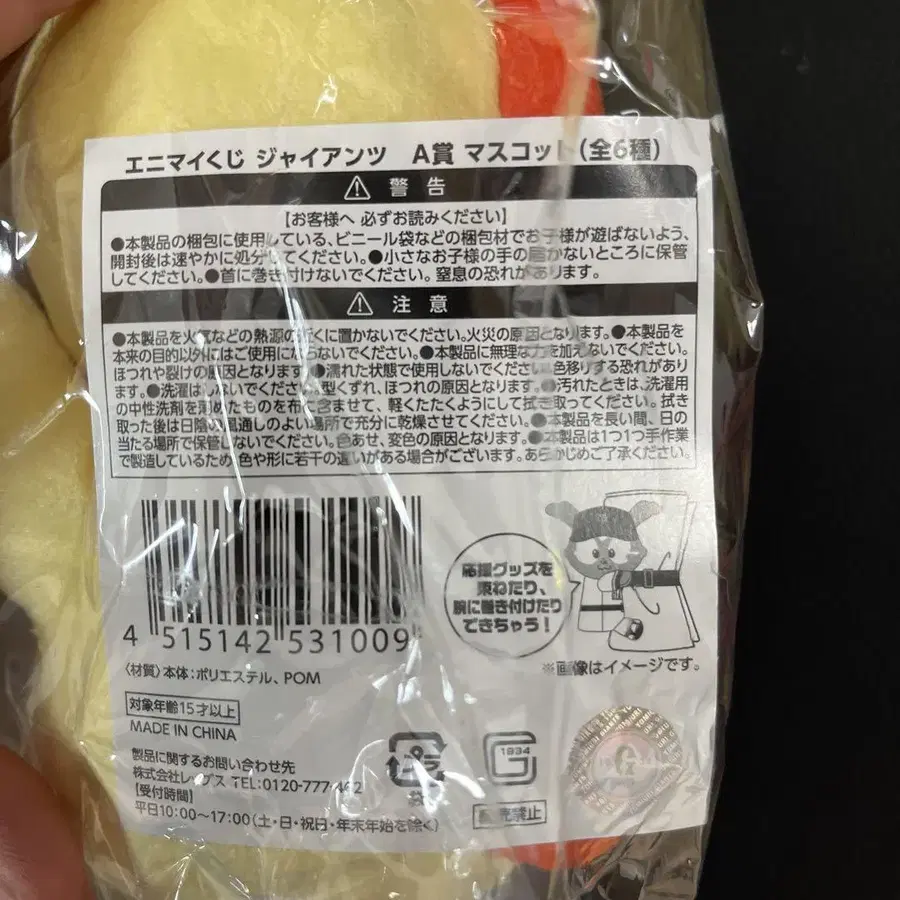 エニマイくじ ジャイアンツ A賞 マスコット(全6種)
警告
【お客様へ 必ずお読みください】
●本製品の梱包に使用している、ビニール袋などの梱包材でお子様が遊ばないよう、
開封後は速やかに処分してください。●小さなお子様の手の届かないところに保管
してください。●首に巻き付けないでください。窒息の恐れがあります。
注意
●本製品を火気などの熱源の近くに置かないでください。火災の原因となります。●本製品を
本来の目的以外にはご使用にならないでください。●本製品に無理な力を加えないでください。
ほつれや裂けの原因となります。●濡れた状態で使用しないでください。色移りする恐れがあり
ます。●洗濯はしないでください。型くずれ、ほつれの原因となります。●汚れたときは、洗濯用
の中性洗剤を薄めたものを布に含ませて、軽くたたくようにして拭き取ってください。拭き
取った後は日陰の風通しのよい場所で充分に乾燥させてください。●本製品を長い間、日の
当たる場所で保管しないでください。色あせ、変色の原因となります。●本製品は1つ1つ手作業
で製造しているため、色や形に若干の違いがある場合がございます。あらかじめご了承ください。
4 515142 531009
応援グッズを
束ねたり、
腕に巻き付けたり
できちゃう!
※画像はイメージです。
〈材質〉本体:ポリエステル、POM
対象年齢15才以上
MADE IN CHINA
製品に関するお問い合わせ先
株式会社レッグス TEL:0120-777-
【受付時間】
平日10:00〜17:00(土・日・祝日・年末年始を除く)
プラ
1934
転売禁止